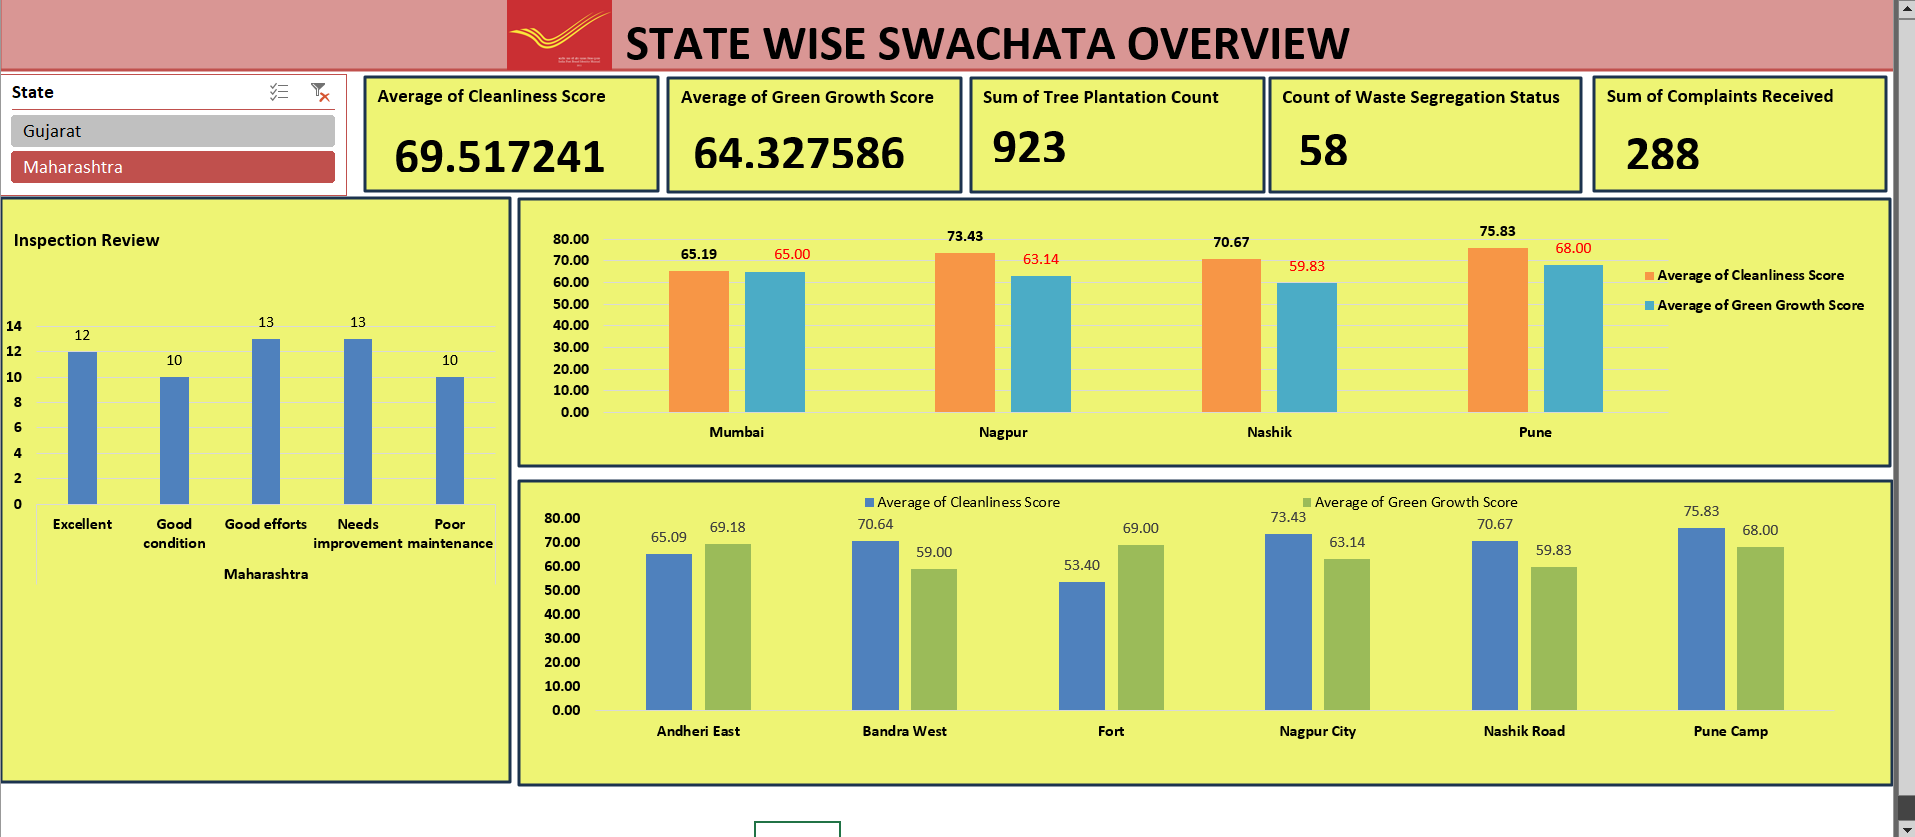 STATE WISE SWACHATA OVERVIEW
State
Gujarat
Maharashtra
Average of Cleanliness Score
69.517241
Average of Green Growth Score
64.327586
Sum of Tree Plantation Count
923
Count of Waste Segregation Status
58
Sum of Complaints Received
288
Inspection Review
14
12
10
8
6
4
2
0
12
10
13
13
10
Excellent
Good condition
Good efforts
Needs improvement
Poor maintenance
Maharashtra
80.00
70.00
60.00
50.00
40.00
30.00
20.00
10.00
0.00
65.19
65.00
73.43
63.14
70.67
59.83
75.83
68.00
Mumbai
Nagpur
Nashik
Pune
Average of Cleanliness Score
Average of Green Growth Score
Average of Cleanliness Score
Average of Green Growth Score
80.00
70.00
60.00
50.00
40.00
30.00
20.00
10.00
0.00
65.09
69.18
70.64
59.00
53.40
69.00
73.43
63.14
70.67
59.83
75.83
68.00
Andheri East
Bandra West
Fort
Nagpur City
Nashik Road
Pune Camp